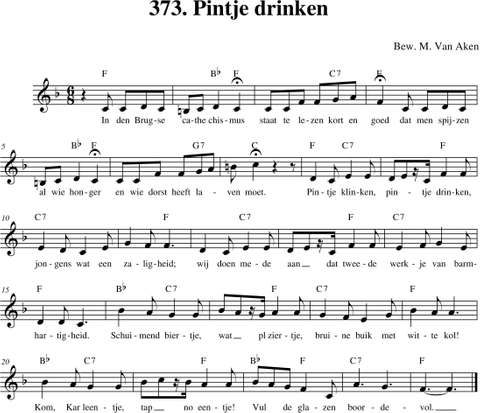 373. Pintje drinken
Bew. M. Van Aken
F B♭ F C7 F
In den Brug-se ca-the chis-mus staat te le-zen kort en goed dat men spij-zen
5 B♭ F G7 C F C7 F
al wie hon-ger en wie dorst heeft la-ven moet. Pin-tje klin-ken, pin-tje drin-ken,
10 C7 F C7 F C7
jon-gens wat een za-lig-heid; wij doen me-de aan dat twee-de werk-je van barm-
15 F B♭ C7 F C7 F
har-tig-heid. Schui-mend bier-tje, wat pl zier-tje, brui-ne buik met wit-te kol!
20 B♭ C7 F B♭ F C7 F
Kom, Kar leen-tje, tap no een-tje! Vul de gla-zen boor-de vol.